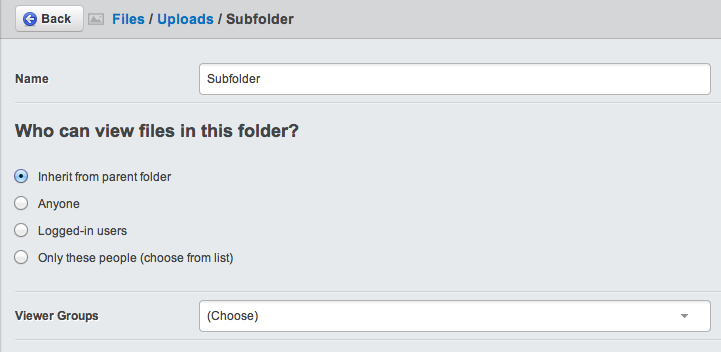 Back Files / Uploads / Subfolder
Name Subfolder
Who can view files in this folder?
Inherit from parent folder
Anyone
Logged-in users
Only these people (choose from list)
Viewer Groups (Choose)